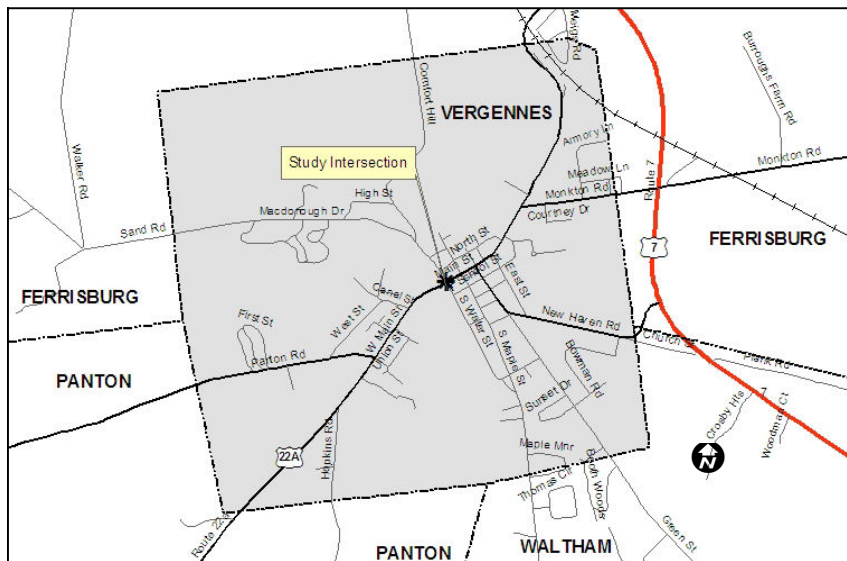 Meigs Rd
Burroughs Farm Rd
Comfort Hill
VERGENNES
Armory Ln
Walker Rd
Study Intersection
Meadow Ln
Monkton Rd
Monkton Rd
Route 7
High St
Macdonough Dr
Courtney Dr
Sand Rd
North St
7
FERRISBURG
Main St
School St
East St
FERRISBURG
Canal St
First St
West St
W Main St
Union St
S Water St
New Haven Rd
Church St
Plank Rd
Panton Rd
S Maple St
Bowman Rd
PANTON
Sunset Dr
7
Crosby Hts
Woodman Ct
Hopkins Rd
22A
Maple Mnr
N
Thomas Cir
Booth Woods
Route 22A
Green St
PANTON
WALTHAM